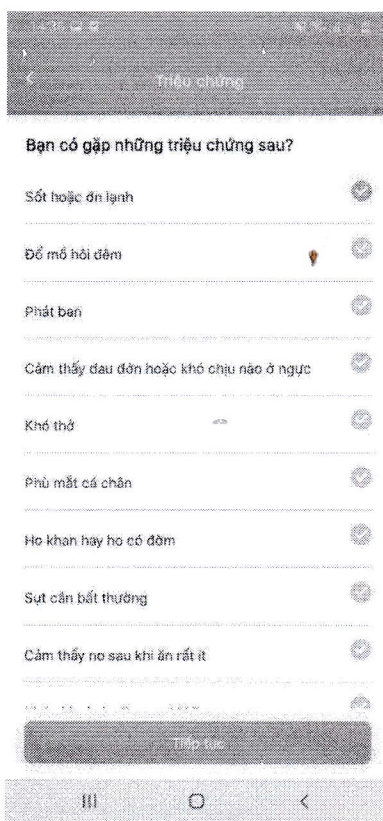 Triệu chứng
Bạn có gặp những triệu chứng sau?
Sốt hoặc ớn lạnh
Đổ mồ hôi đêm
Phát ban
Cảm thấy đau đớn hoặc khó chịu nào ở ngực
Khó thở
Phù mắt cá chân
Ho khan hay ho có đờm
Sụt cân bất thường
Cảm thấy no sau khi ăn rất ít
Tiếp tục